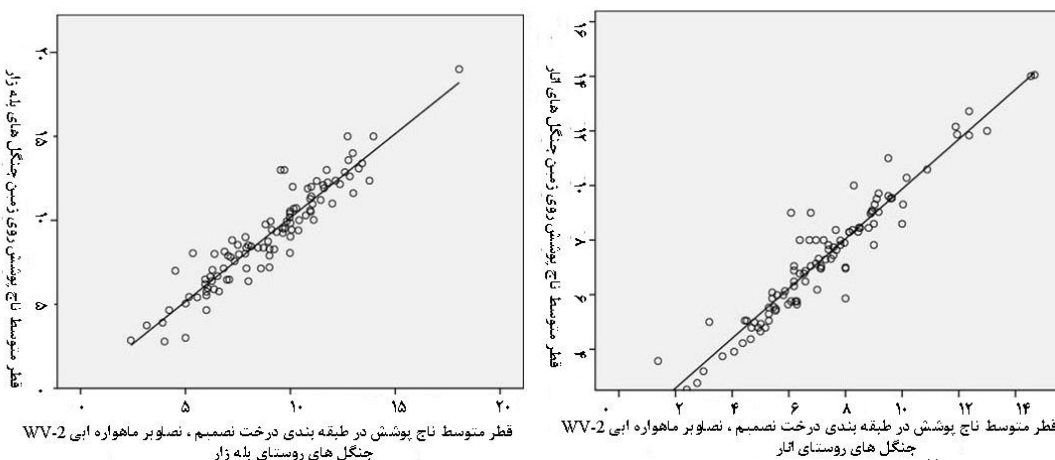 قطر متوسط تاج پوشش روی زمین جنگل های بله زار
۲۰
۱۵
۱۰
۵
۰
۰ ۵ ۱۰ ۱۵ ۲۰
قطر متوسط تاج پوشش در طبقه بندی درخت تصمیم ، تصاویر ماهواره ایی WV-2
جنگل های روستای بله زار
قطر متوسط تاج پوشش روی زمین جنگل های انار
۱۶
۱۴
۱۲
۱۰
۸
۶
۴
۰ ۲ ۴ ۶ ۸ ۱۰ ۱۲ ۱۴
قطر متوسط تاج پوشش در طبقه بندی درخت تصمیم ، تصاویر ماهواره ایی WV-2
جنگل های روستای انار